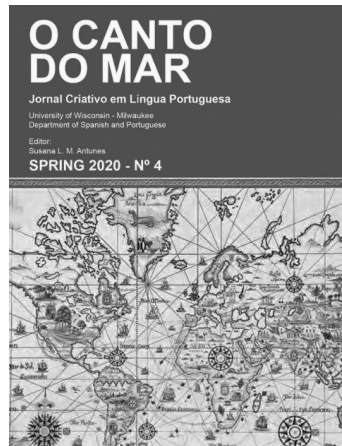 O CANTO
DO MAR
Jornal Criativo em Língua Portuguesa
University of Wisconsin - Milwaukee
Department of Spanish and Portuguese
Editor:
Susana L. M. Antunes
SPRING 2020 - Nº 4